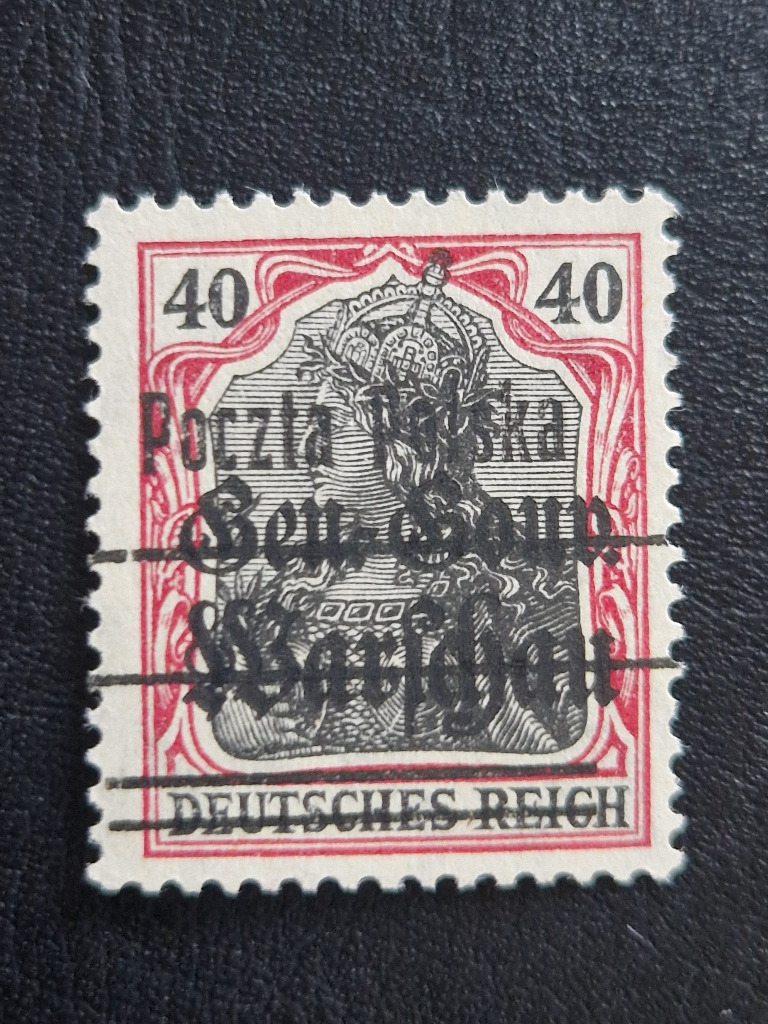 40 40
Poczta Polska
Gen.-Gouv.
Warschau
DEUTSCHES REICH